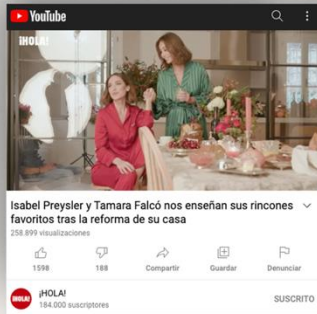 YouTube
¡HOLA!
Isabel Preysler y Tamara Falcó nos enseñan sus rincones
favoritos tras la reforma de su casa
258.899 visualizaciones
1598
188
Compartir
Guardar
Denunciar
¡HOLA!
¡HOLA!
184.000 suscriptores
SUSCRITO